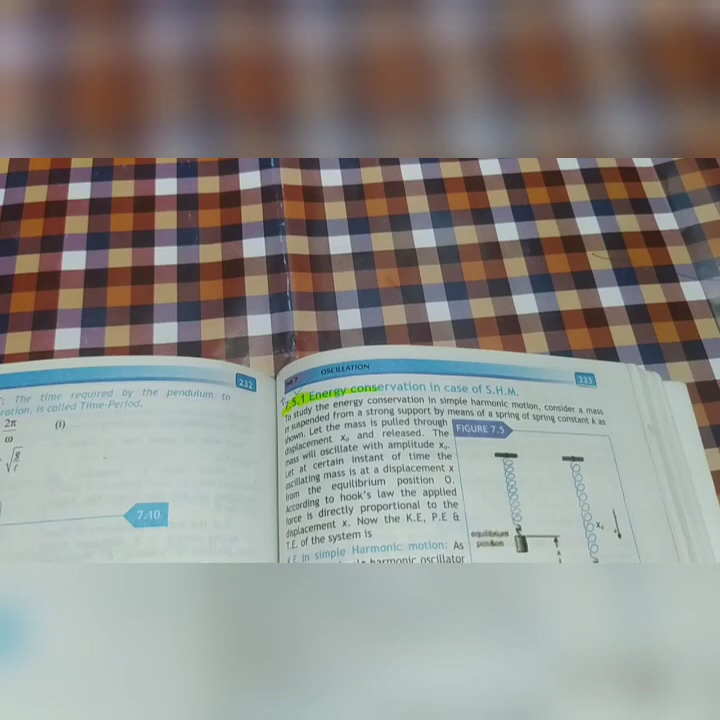 232
: The time required by the pendulum to
ration, is called Time-Period.
2π
ω
(i)
√g
ℓ
7.10
OSCILLATION
233
7.5.1 Energy conservation in case of S.H.M.
To study the energy conservation in simple harmonic motion, consider a mass
suspended from a strong support by means of a spring of spring constant k as
shown. Let the mass is pulled through
displacement x₀ and released. The
mass will oscillate with amplitude x₀.
Let at certain instant of time the
oscillating mass is at a displacement x
from the equilibrium position O.
According to hook's law the applied
force is directly proportional to the
displacement x. Now the K.E, P.E &
T.E. of the system is
K.E in simple Harmonic motion: As
harmonic oscillator
FIGURE 7.5
equilibrium
position
x₀